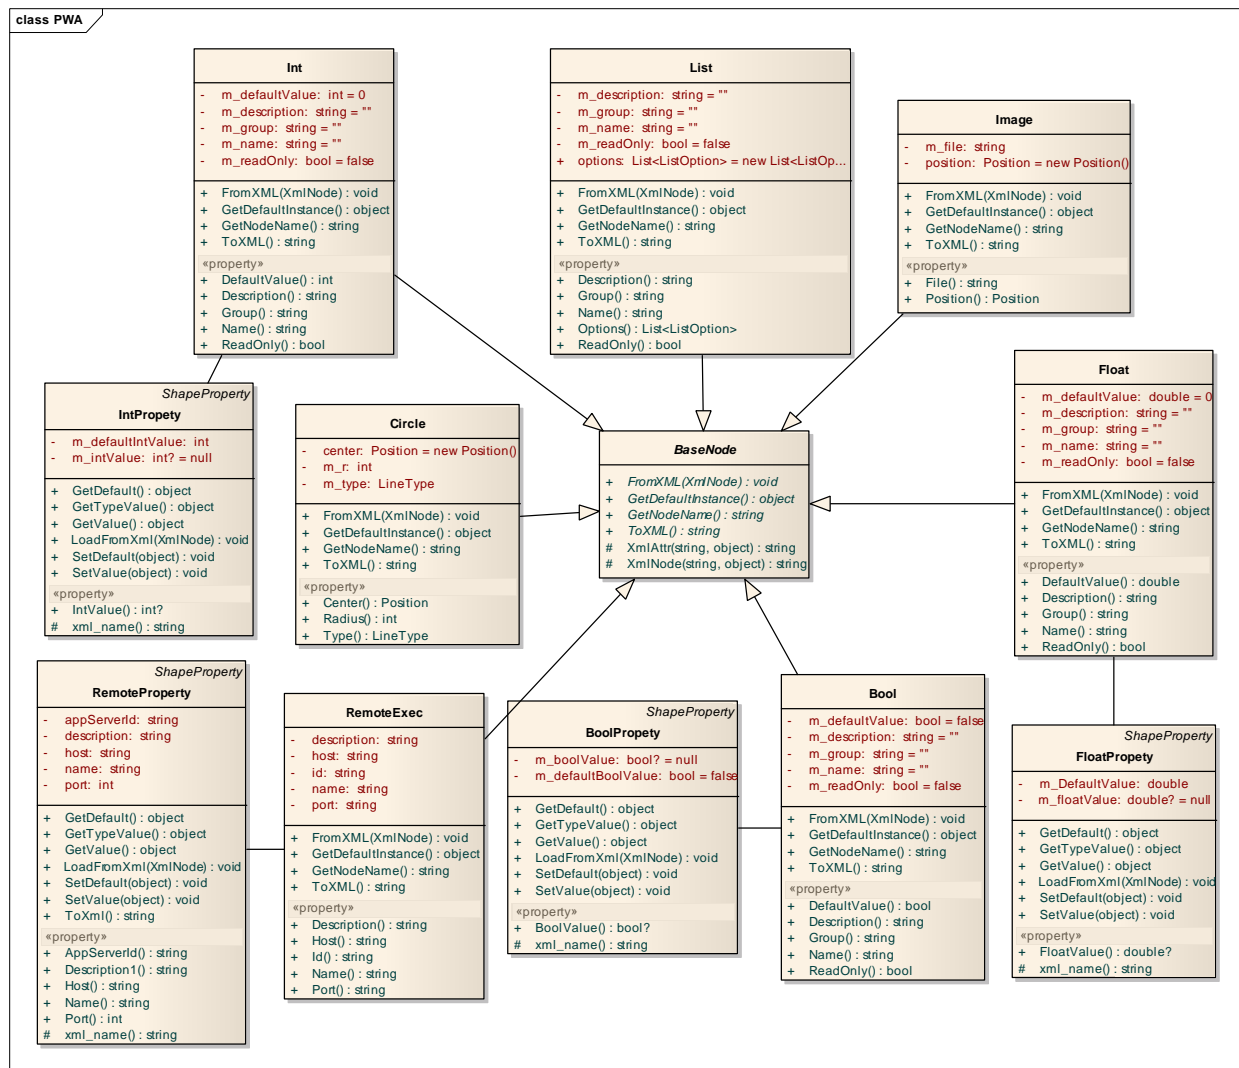 class PWA
Int
- m_defaultValue: int = 0
- m_description: string = ""
- m_group: string = ""
- m_name: string = ""
- m_readOnly: bool = false
+ FromXML(XmlNode) : void
+ GetDefaultInstance() : object
+ GetNodeName() : string
+ ToXML() : string
«property»
+ DefaultValue() : int
+ Description() : string
+ Group() : string
+ Name() : string
+ ReadOnly() : bool
List
- m_description: string = ""
- m_group: string = ""
- m_name: string = ""
- m_readOnly: bool = false
+ options: List<ListOption> = new List<ListOp...
+ FromXML(XmlNode) : void
+ GetDefaultInstance() : object
+ GetNodeName() : string
+ ToXML() : string
«property»
+ Description() : string
+ Group() : string
+ Name() : string
+ Options() : List<ListOption>
+ ReadOnly() : bool
Image
- m_file: string
- position: Position = new Position()
+ FromXML(XmlNode) : void
+ GetDefaultInstance() : object
+ GetNodeName() : string
+ ToXML() : string
«property»
+ File() : string
+ Position() : Position
ShapeProperty
IntPropety
- m_defaultIntValue: int
- m_intValue: int? = null
+ GetDefault() : object
+ GetTypeValue() : object
+ GetValue() : object
+ LoadFromXml(XmlNode) : void
+ SetDefault(object) : void
+ SetValue(object) : void
«property»
+ IntValue() : int?
# xml_name() : string
Circle
- center: Position = new Position()
- m_r: int
- m_type: LineType
+ FromXML(XmlNode) : void
+ GetDefaultInstance() : object
+ GetNodeName() : string
+ ToXML() : string
«property»
+ Center() : Position
+ Radius() : int
+ Type() : LineType
BaseNode
+ FromXML(XmlNode) : void
+ GetDefaultInstance() : object
+ GetNodeName() : string
+ ToXML() : string
# XmlAttr(string, object) : string
# XmlNode(string, object) : string
Float
- m_defaultValue: double = 0
- m_description: string = ""
- m_group: string = ""
- m_name: string = ""
- m_readOnly: bool = false
+ FromXML(XmlNode) : void
+ GetDefaultInstance() : object
+ GetNodeName() : string
+ ToXML() : string
«property»
+ DefaultValue() : double
+ Description() : string
+ Group() : string
+ Name() : string
+ ReadOnly() : bool
ShapeProperty
RemoteProperty
- appServerId: string
- description: string
- host: string
- name: string
- port: int
+ GetDefault() : object
+ GetTypeValue() : object
+ GetValue() : object
+ LoadFromXml(XmlNode) : void
+ SetDefault(object) : void
+ SetValue(object) : void
+ ToXml() : string
«property»
+ AppServerId() : string
+ Description1() : string
+ Host() : string
+ Name() : string
+ Port() : int
# xml_name() : string
RemoteExec
- description: string
- host: string
- id: string
- name: string
- port: string
+ FromXML(XmlNode) : void
+ GetDefaultInstance() : object
+ GetNodeName() : string
+ ToXML() : string
«property»
+ Description() : string
+ Host() : string
+ Id() : string
+ Name() : string
+ Port() : string
ShapeProperty
BoolPropety
- m_boolValue: bool? = null
- m_defaultBoolValue: bool = false
+ GetDefault() : object
+ GetTypeValue() : object
+ GetValue() : object
+ LoadFromXml(XmlNode) : void
+ SetDefault(object) : void
+ SetValue(object) : void
«property»
+ BoolValue() : bool?
# xml_name() : string
Bool
- m_defaultValue: bool = false
- m_description: string = ""
- m_group: string = ""
- m_name: string = ""
- m_readOnly: bool = false
+ FromXML(XmlNode) : void
+ GetDefaultInstance() : object
+ GetNodeName() : string
+ ToXML() : string
«property»
+ DefaultValue() : bool
+ Description() : string
+ Group() : string
+ Name() : string
+ ReadOnly() : bool
ShapeProperty
FloatPropety
- m_DefaultValue: double
- m_floatValue: double? = null
+ GetDefault() : object
+ GetTypeValue() : object
+ GetValue() : object
+ LoadFromXml(XmlNode) : void
+ SetDefault(object) : void
+ SetValue(object) : void
«property»
+ FloatValue() : double?
# xml_name() : string